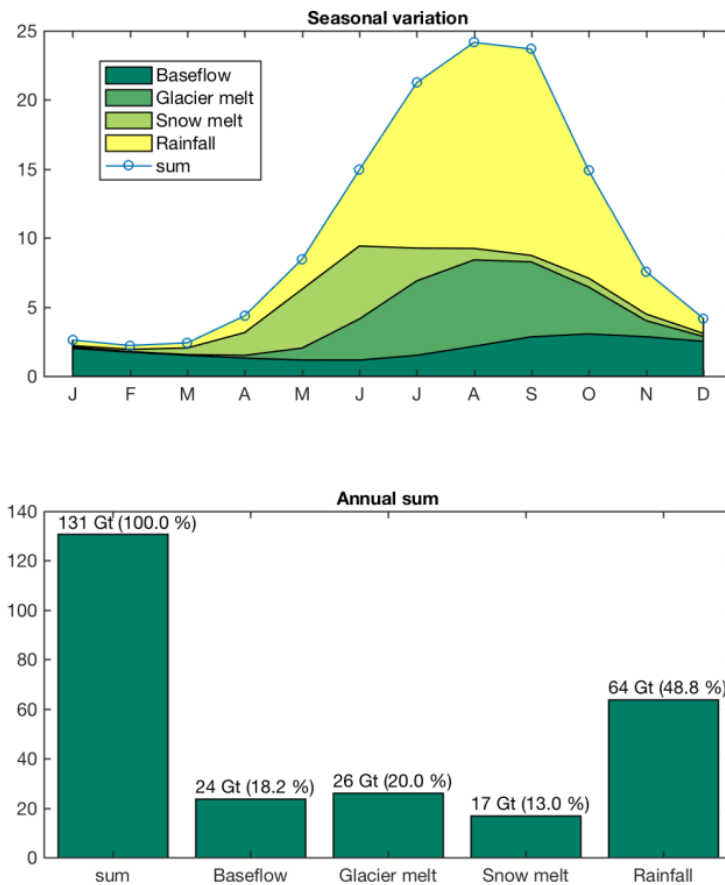 Seasonal variation
25
20
15
10
5
0
Baseflow
Glacier melt
Snow melt
Rainfall
sum
J F M A M J J A S O N D
Annual sum
140
120
100
80
60
40
20
0
131 Gt (100.0 %)
24 Gt (18.2 %)
26 Gt (20.0 %)
17 Gt (13.0 %)
64 Gt (48.8 %)
sum Baseflow Glacier melt Snow melt Rainfall